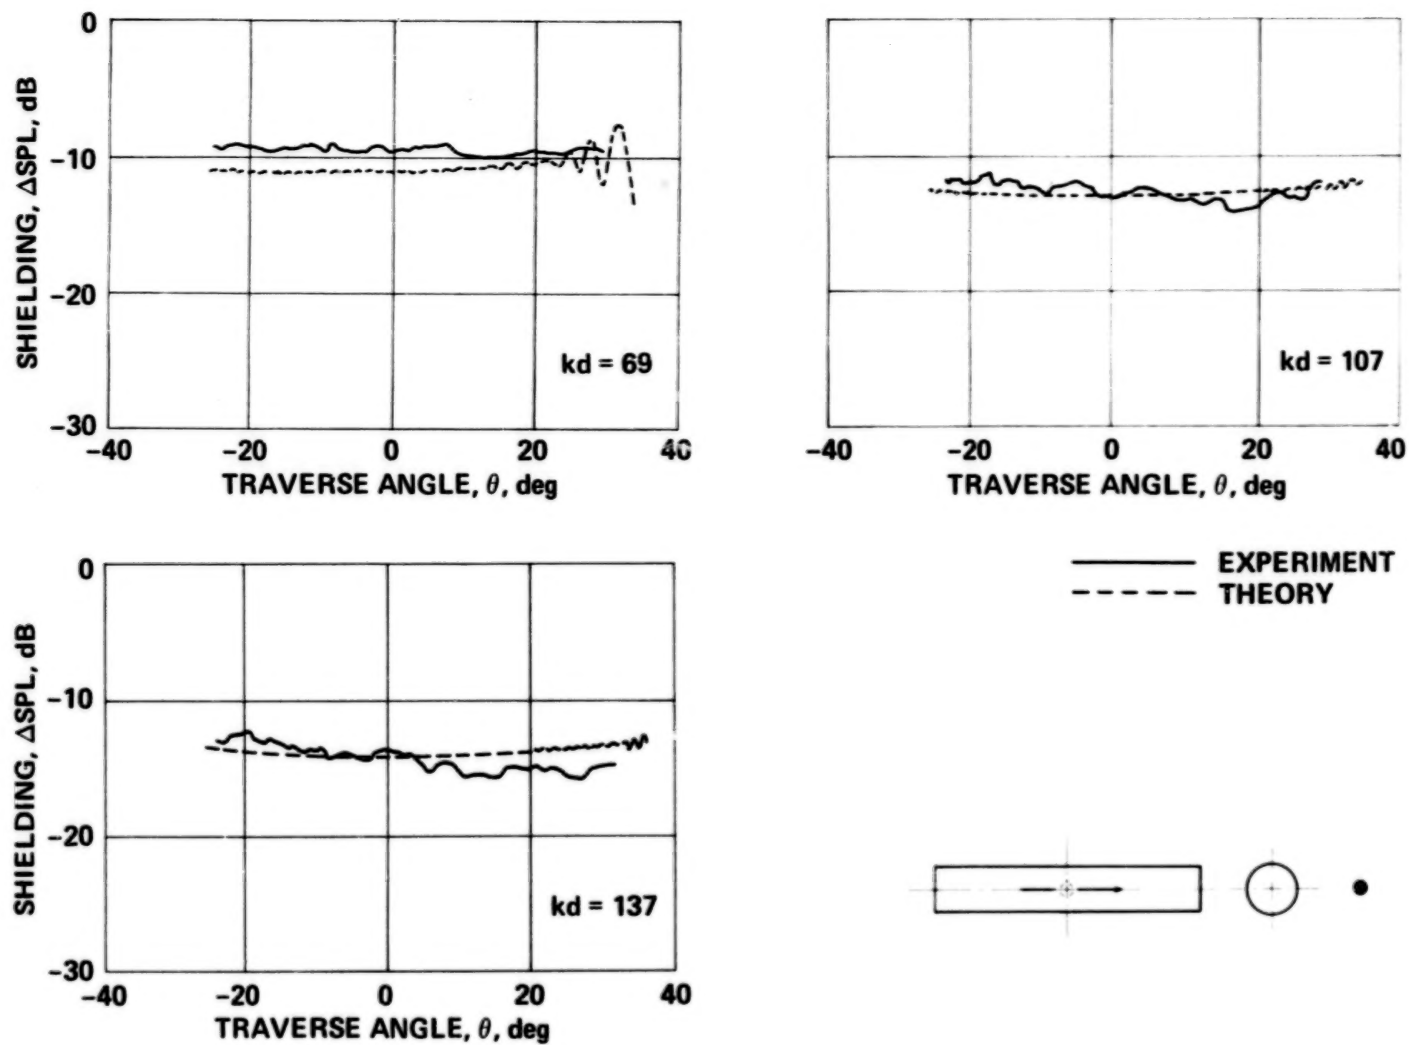 0
-10
-20
-30
SHIELDING, ΔSPL, dB
kd = 69
-40 -20 0 20 40
TRAVERSE ANGLE, θ, deg
kd = 107
-40 -20 0 20 40
TRAVERSE ANGLE, θ, deg
EXPERIMENT
THEORY
0
-10
-20
-30
SHIELDING, ΔSPL, dB
kd = 137
-40 -20 0 20 40
TRAVERSE ANGLE, θ, deg